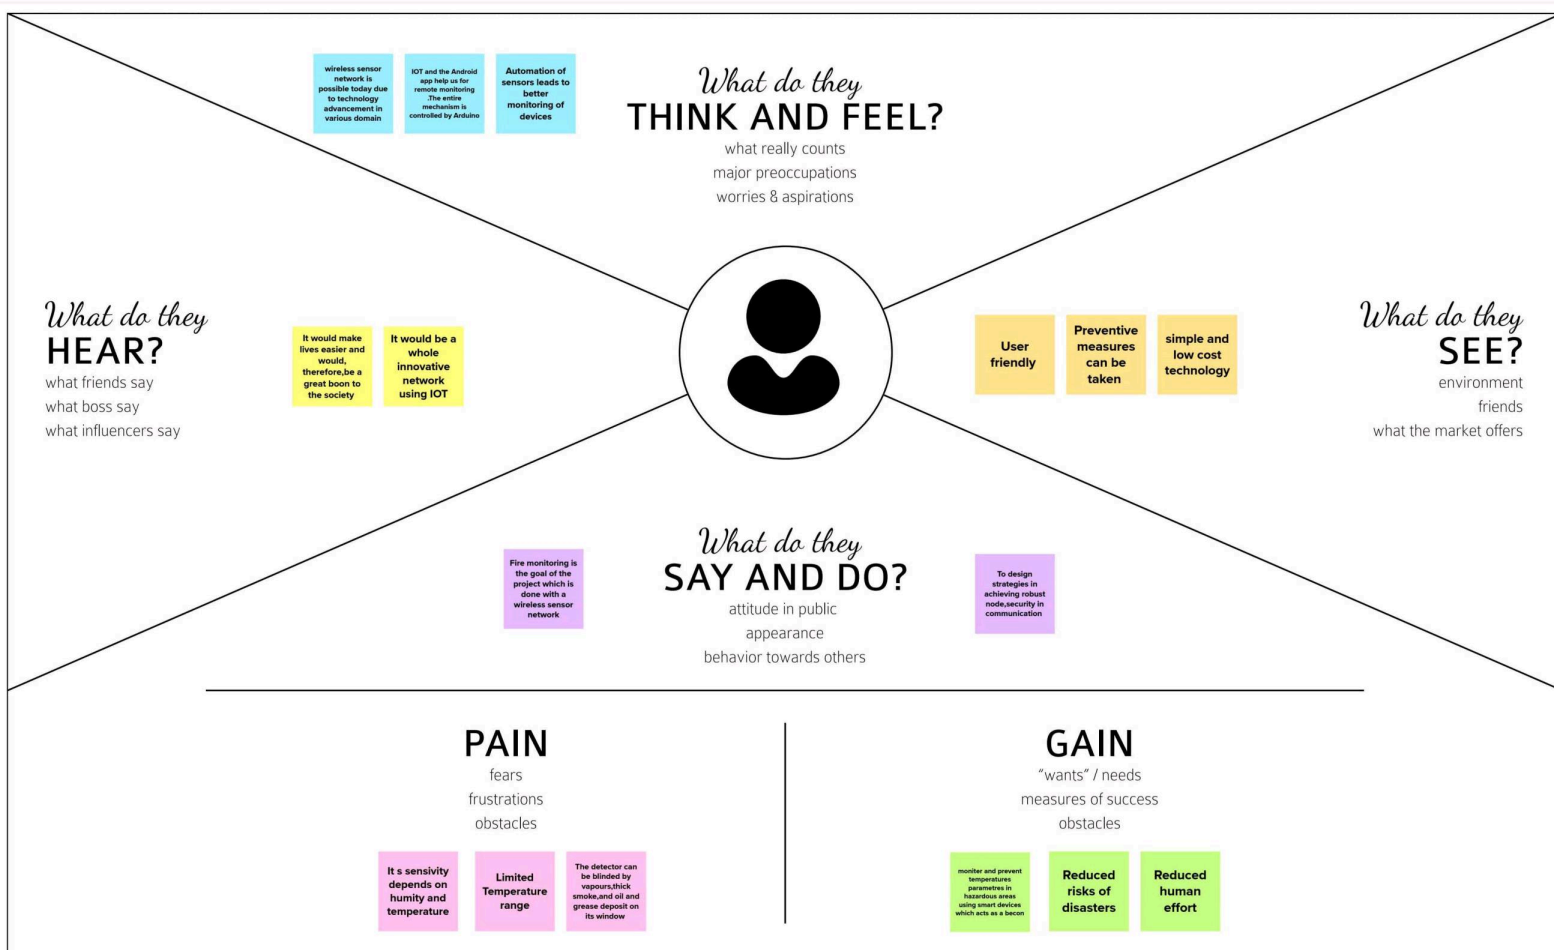 wireless sensor
network is
possible today due
to technology
advancement in
various domain
IOT and the Android
app help us for
remote monitoring
.The entire
mechanism is
controlled by Arduino
Automation of
sensors leads to
better
monitoring of
devices
What do they
THINK AND FEEL?
what really counts
major preoccupations
worries & aspirations
What do they
HEAR?
what friends say
what boss say
what influencers say
It would make
lives easier and
would,
therefore,be a
great boon to
the society
It would be a
whole
innovative
network
using IOT
User
friendly
Preventive
measures
can be
taken
simple and
low cost
technology
What do they
SEE?
environment
friends
what the market offers
Fire monitoring is
the goal of the
project which is
done with a
wireless sensor
network
What do they
SAY AND DO?
attitude in public
appearance
behavior towards others
To design
strategies in
achieving robust
node,security in
communication
PAIN
fears
frustrations
obstacles
It s sensivity
depends on
humity and
temperature
Limited
Temperature
range
The detector can
be blinded by
vapours,thick
smoke,and oil and
grease deposit on
its window
GAIN
“wants” / needs
measures of success
obstacles
moniter and prevent
temperatures
parametres in
hazardous areas
using smart devices
which acts as a becon
Reduced
risks of
disasters
Reduced
human
effort